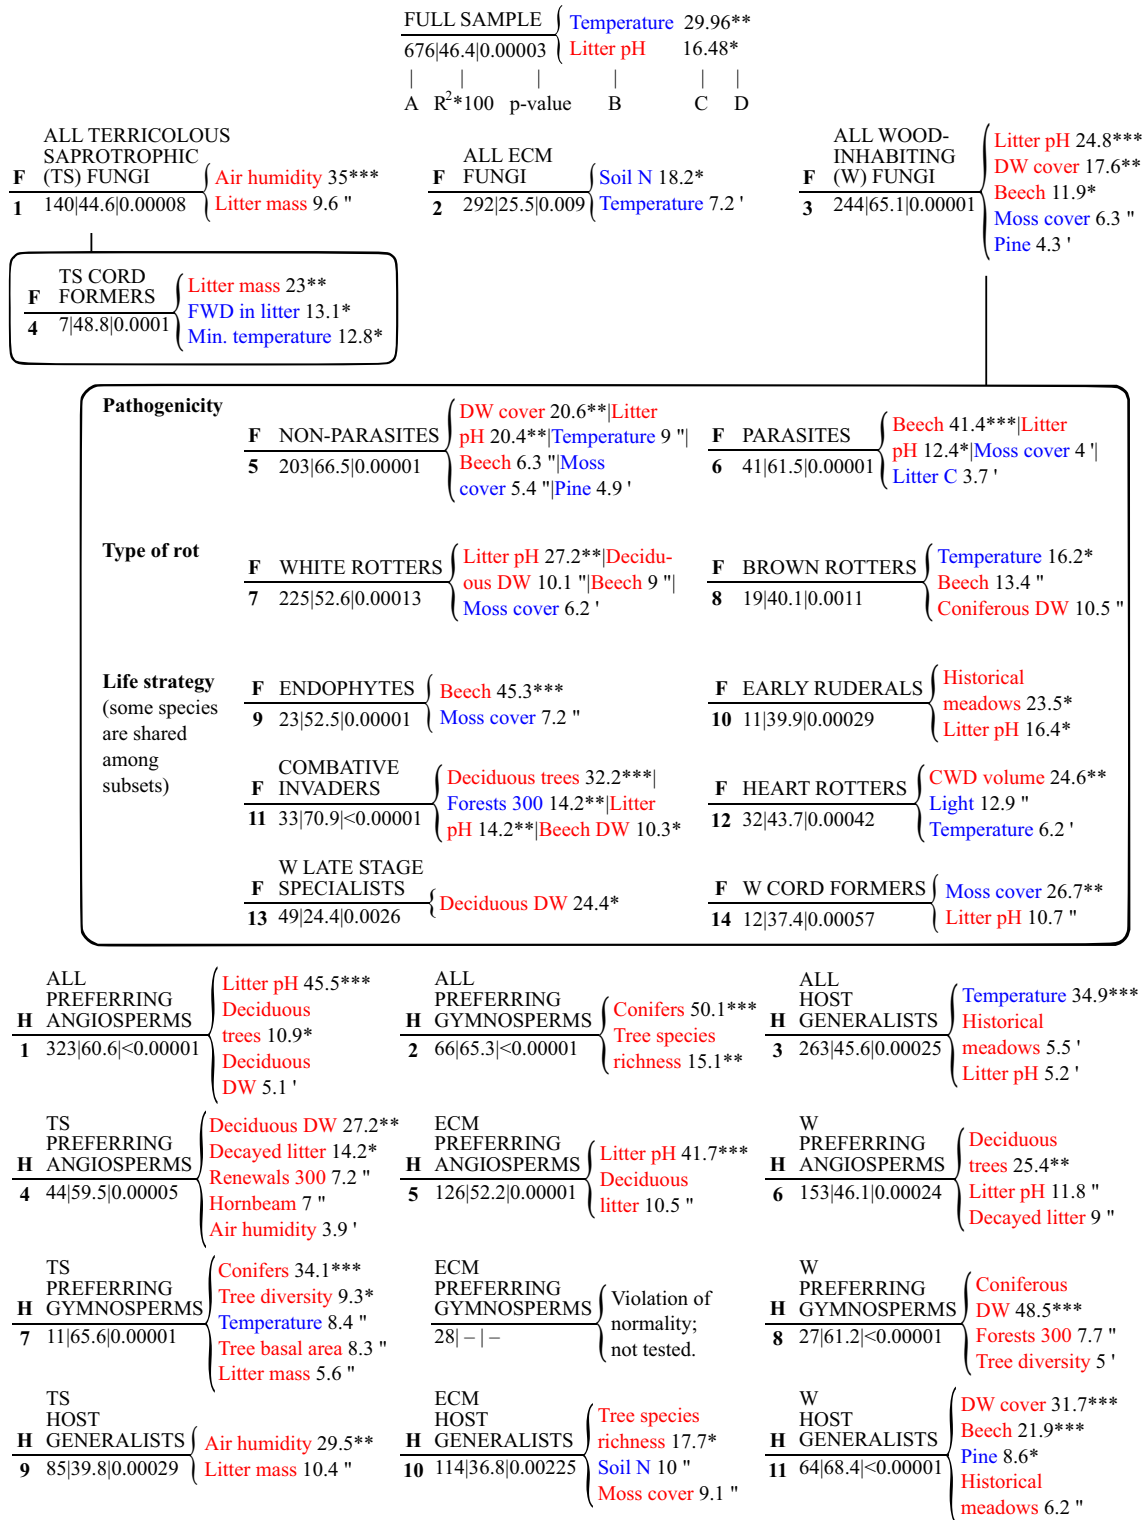 FULL SAMPLE
676|46.4|0.00003
Temperature 29.96**
Litter pH 16.48*
A R²*100 p-value B C D
ALL TERRICOLOUS
SAPROTROPHIC
F (TS) FUNGI
1 140|44.6|0.00008
Air humidity 35***
Litter mass 9.6 "
ALL ECM
F FUNGI
2 292|25.5|0.009
Soil N 18.2*
Temperature 7.2 '
ALL WOOD-
INHABITING
F (W) FUNGI
3 244|65.1|0.00001
Litter pH 24.8***
DW cover 17.6**
Beech 11.9*
Moss cover 6.3 "
Pine 4.3 '
TS CORD
F FORMERS
4 7|48.8|0.0001
Litter mass 23**
FWD in litter 13.1*
Min. temperature 12.8*
Pathogenicity
F NON-PARASITES
5 203|66.5|0.00001
DW cover 20.6**|Litter
pH 20.4**|Temperature 9 "|
Beech 6.3 "|Moss
cover 5.4 "|Pine 4.9 '
F PARASITES
6 41|61.5|0.00001
Beech 41.4***|Litter
pH 12.4*|Moss cover 4 '|
Litter C 3.7 '
Type of rot
F WHITE ROTTERS
7 225|52.6|0.00013
Litter pH 27.2**|Decidu-
ous DW 10.1 "|Beech 9 "|
Moss cover 6.2 '
F BROWN ROTTERS
8 19|40.1|0.0011
Temperature 16.2*
Beech 13.4 "
Coniferous DW 10.5 "
Life strategy
(some species
are shared
among
subsets)
F ENDOPHYTES
9 23|52.5|0.00001
Beech 45.3***
Moss cover 7.2 "
F EARLY RUDERALS
10 11|39.9|0.00029
Historical
meadows 23.5*
Litter pH 16.4*
COMBATIVE
F INVADERS
11 33|70.9|<0.00001
Deciduous trees 32.2***|
Forests 300 14.2**|Litter
pH 14.2**|Beech DW 10.3*
F HEART ROTTERS
12 32|43.7|0.00042
CWD volume 24.6**
Light 12.9 "
Temperature 6.2 '
W LATE STAGE
F SPECIALISTS
13 49|24.4|0.0026
Deciduous DW 24.4*
F W CORD FORMERS
14 12|37.4|0.00057
Moss cover 26.7**
Litter pH 10.7 "
ALL
PREFERRING
H ANGIOSPERMS
1 323|60.6|<0.00001
Litter pH 45.5***
Deciduous
trees 10.9*
Deciduous
DW 5.1 '
ALL
PREFERRING
H GYMNOSPERMS
2 66|65.3|<0.00001
Conifers 50.1***
Tree species
richness 15.1**
ALL
HOST
H GENERALISTS
3 263|45.6|0.00025
Temperature 34.9***
Historical
meadows 5.5 '
Litter pH 5.2 '
TS
PREFERRING
H ANGIOSPERMS
4 44|59.5|0.00005
Deciduous DW 27.2**
Decayed litter 14.2*
Renewals 300 7.2 "
Hornbeam 7 "
Air humidity 3.9 '
ECM
PREFERRING
H ANGIOSPERMS
5 126|52.2|0.00001
Litter pH 41.7***
Deciduous
litter 10.5 "
W
PREFERRING
H ANGIOSPERMS
6 153|46.1|0.00024
Deciduous
trees 25.4**
Litter pH 11.8 "
Decayed litter 9 "
TS
PREFERRING
H GYMNOSPERMS
7 11|65.6|0.00001
Conifers 34.1***
Tree diversity 9.3*
Temperature 8.4 "
Tree basal area 8.3 "
Litter mass 5.6 "
ECM
PREFERRING
H GYMNOSPERMS
28| – | –
Violation of
normality;
not tested.
W
PREFERRING
H GYMNOSPERMS
8 27|61.2|<0.00001
Coniferous
DW 48.5***
Forests 300 7.7 "
Tree diversity 5 '
TS
HOST
H GENERALISTS
9 85|39.8|0.00029
Air humidity 29.5**
Litter mass 10.4 "
ECM
HOST
H GENERALISTS
10 114|36.8|0.00225
Tree species
richness 17.7*
Soil N 10 "
Moss cover 9.1 "
W
HOST
H GENERALISTS
11 64|68.4|<0.00001
DW cover 31.7***
Beech 21.9***
Pine 8.6*
Historical
meadows 6.2 "